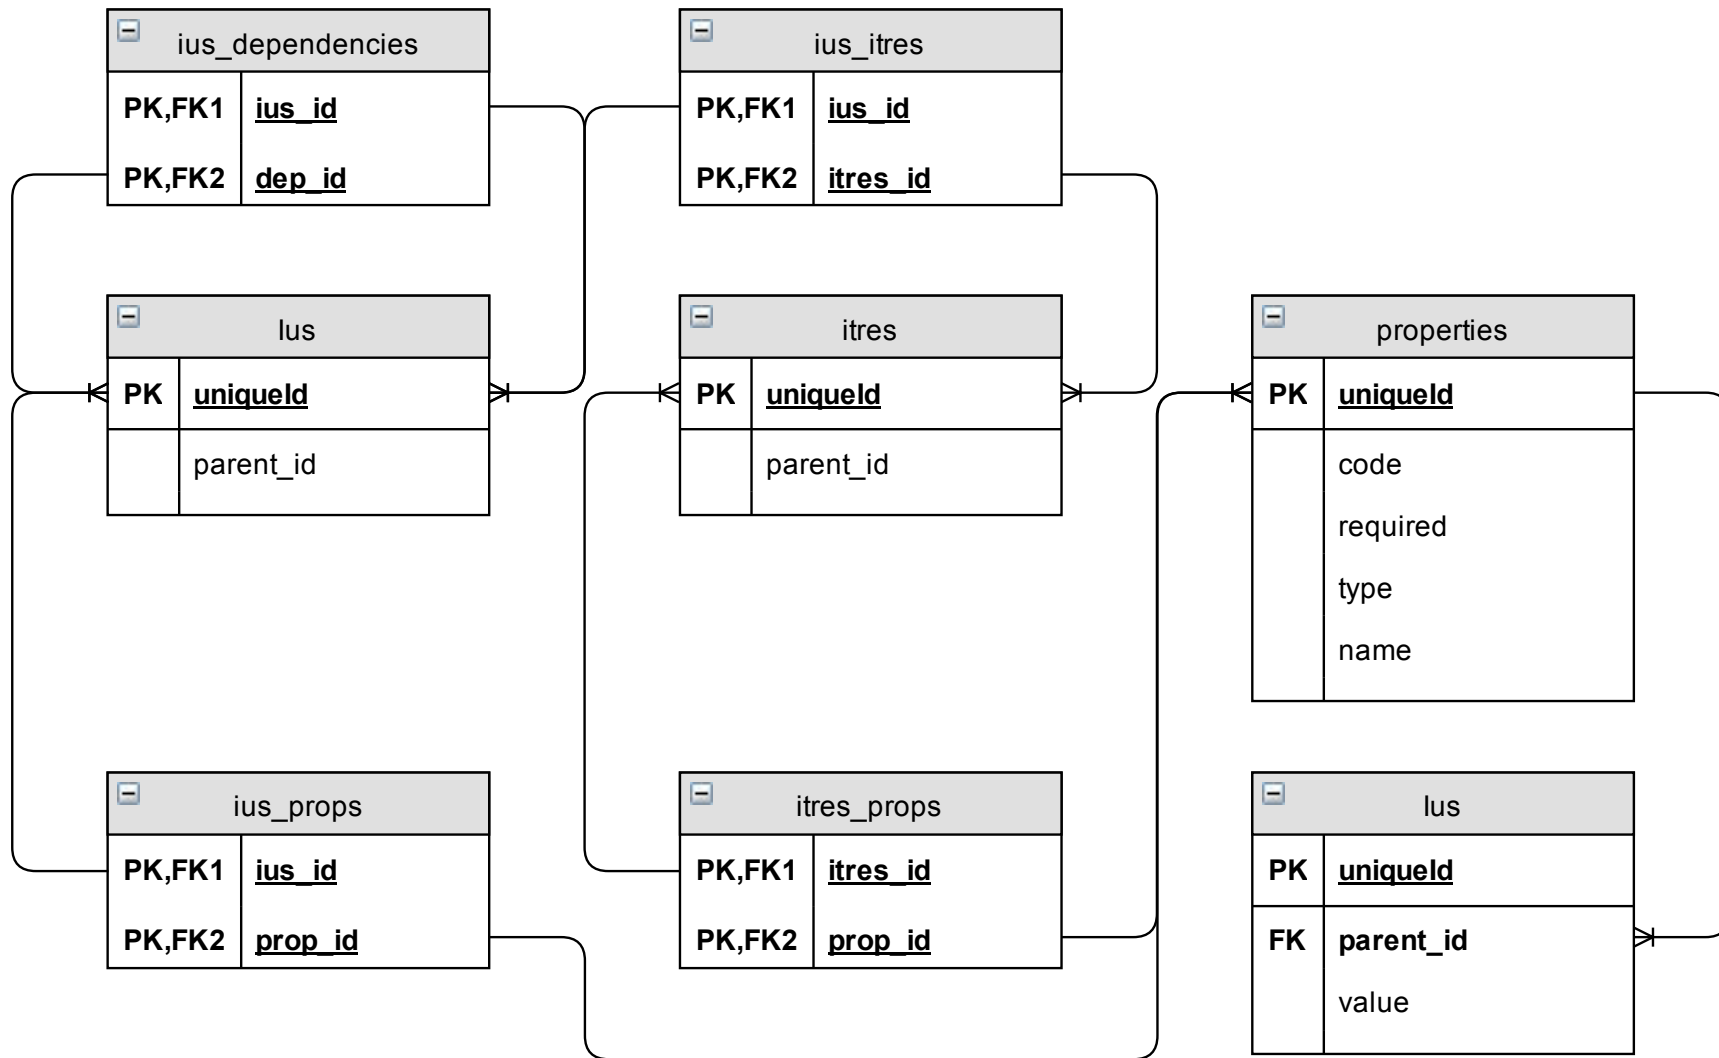 ius_dependencies
PK,FK1 ius_id
PK,FK2 dep_id
ius_itres
PK,FK1 ius_id
PK,FK2 itres_id
Ius
PK uniqueId
parent_id
itres
PK uniqueId
parent_id
properties
PK uniqueId
code
required
type
name
ius_props
PK,FK1 ius_id
PK,FK2 prop_id
itres_props
PK,FK1 itres_id
PK,FK2 prop_id
Ius
PK uniqueId
FK parent_id
value